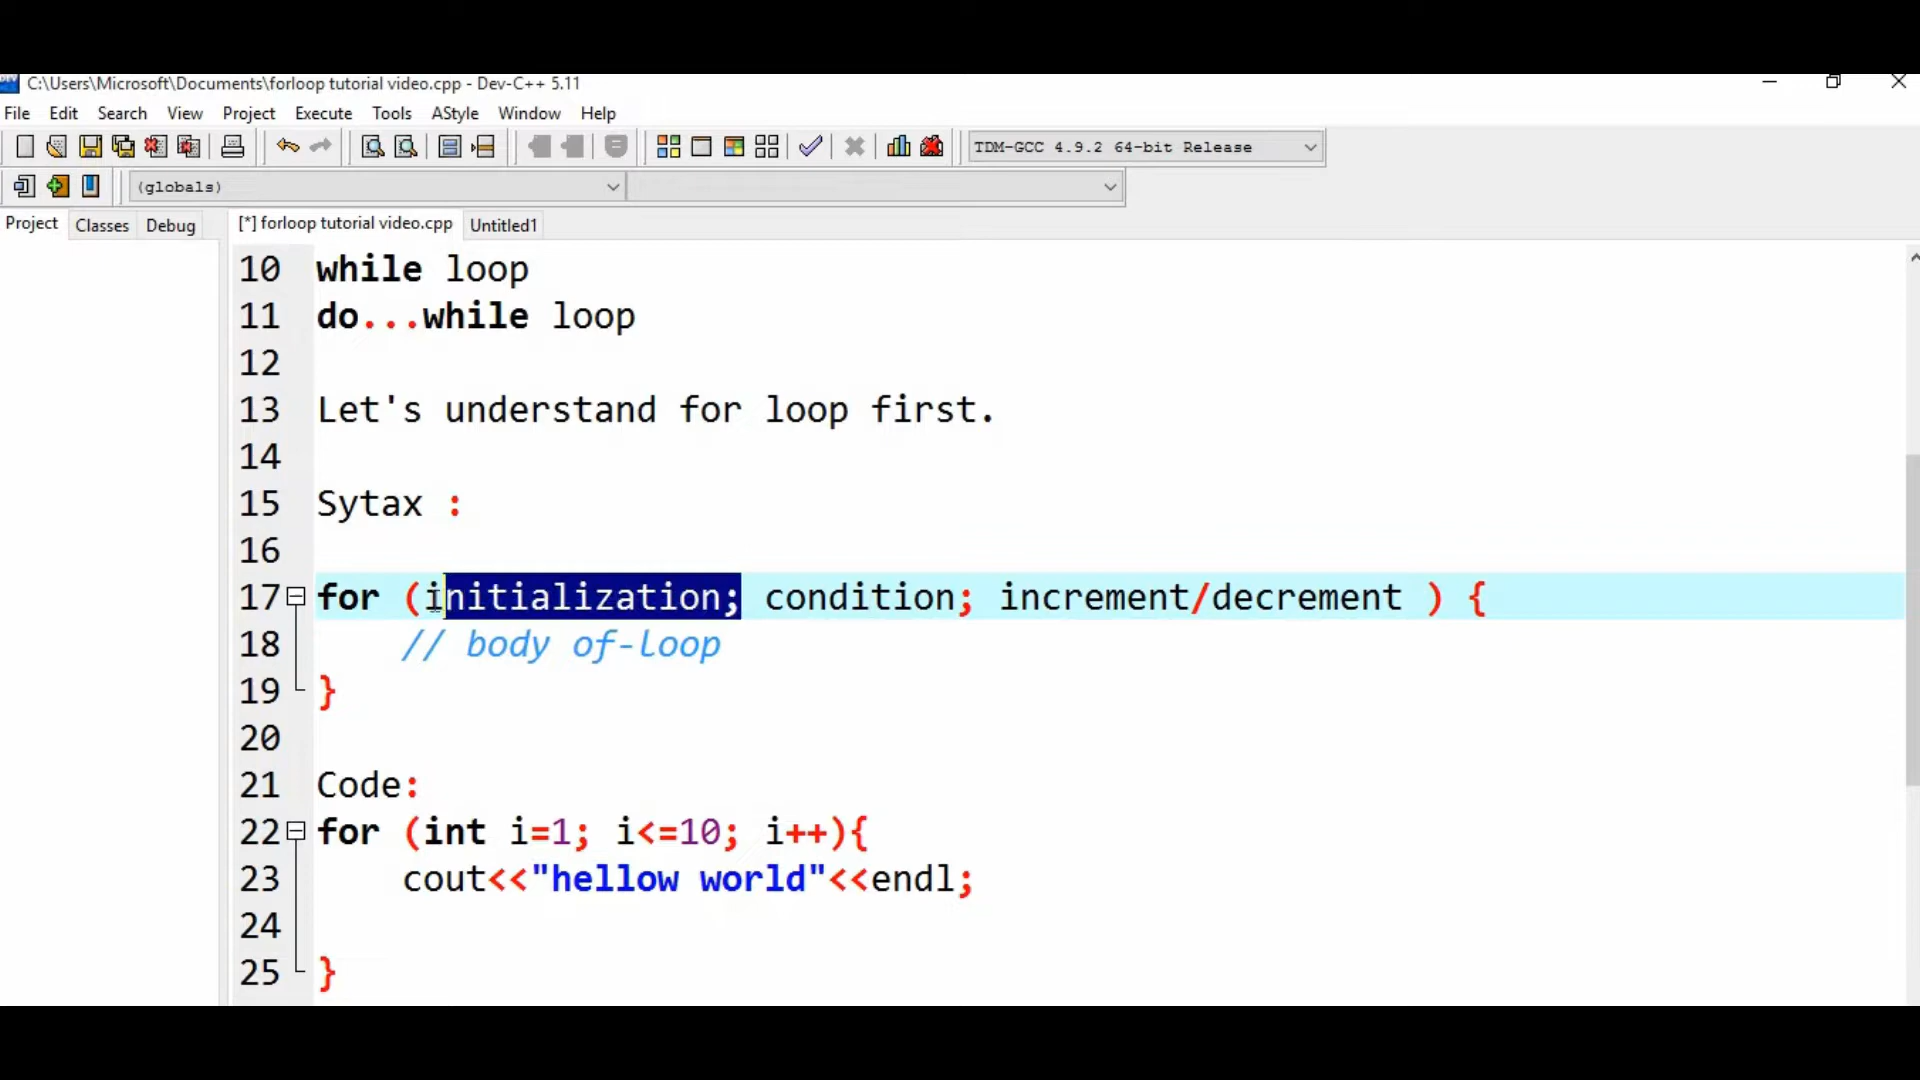 C:\Users\Microsoft\Documents\forloop tutorial video.cpp - Dev-C++ 5.11
File Edit Search View Project Execute Tools AStyle Window Help
TDM-GCC 4.9.2 64-bit Release
(globals)
Project Classes Debug [*] forloop tutorial video.cpp Untitled1
10 while loop
11 do...while loop
12
13 Let's understand for loop first.
14
15 Sytax :
16
17 for (initialization; condition; increment/decrement ) {
18 // body of-loop
19 }
20
21 Code:
22 for (int i=1; i<=10; i++){
23 cout<<"hellow world"<<endl;
24
25 }